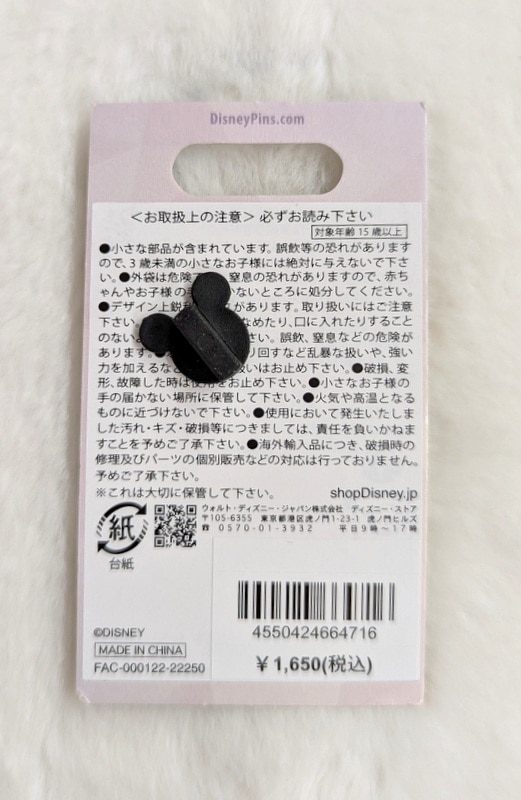 DisneyPins.com
＜お取扱上の注意＞ 必ずお読み下さい
対象年齢 15 歳以上
●小さな部品が含まれています。誤飲等の恐れがあります
ので、3 歳未満の小さなお子様には絶対に与えないで下さ
い。●外袋は危険 窒息の恐れがありますので、赤ち
ゃんやお子様の手 かないところに処分してください。
●デザイン上鋭利 があります。取り扱いにはご注意
下さい なめたり、口に入れたりすること
のない い。誤飲、窒息などの危険が
あります。 り回すなど乱暴な扱いや、強い
力を加えるなど 扱いはお止め下さい。●破損、変
形、故障した時は使用をお止め下さい。●小さなお子様の
手の届かない場所に保管して下さい。●火気や高温となる
ものに近づけないで下さい。●使用において発生いたしま
した汚れ・キズ・破損等につきましては、責任を負いかねま
すことを予めご了承下さい。●海外輸入品につき、破損時の
修理及びパーツの個別販売などの対応は行っておりません。
予めご了承下さい。
※これは大切に保管して下さい。
shopDisney.jp
紙
台紙
ウォルト・ディズニー・ジャパン株式会社 ディズニー・ストア
〒105-6355 東京都港区虎ノ門1-23-1 虎ノ門ヒルズ
☎ 0570-01-3932 平日9時～17時
4550424664716
￥1,650(税込)
©DISNEY
MADE IN CHINA
FAC-000122-22250